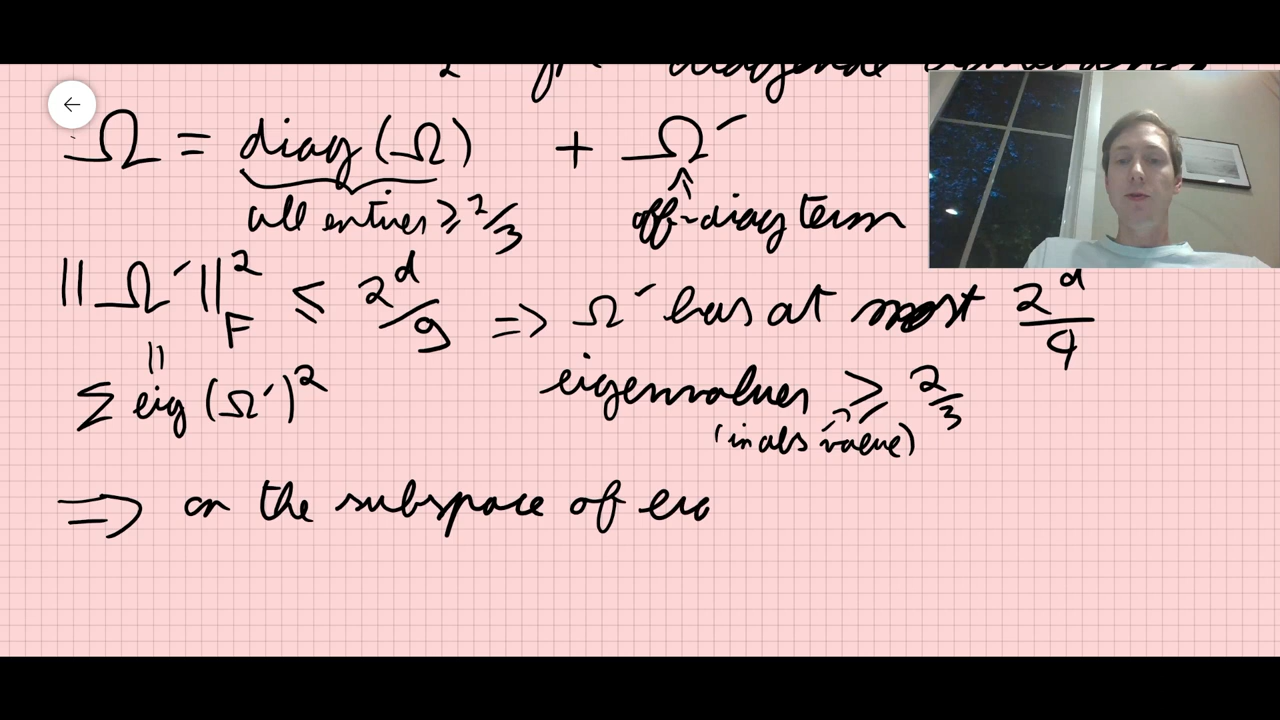 2
Ω = diag(Ω) + Ω′
all entries ≥ 2/3
off-diag term
||Ω′||²_F ≤ 2^d/9 ⇒ Ω′ has at most 2^d/4
=
Σ eig(Ω′)² eigenvalues ≥ 2/3
(in abs value)
⇒ on the subspace of